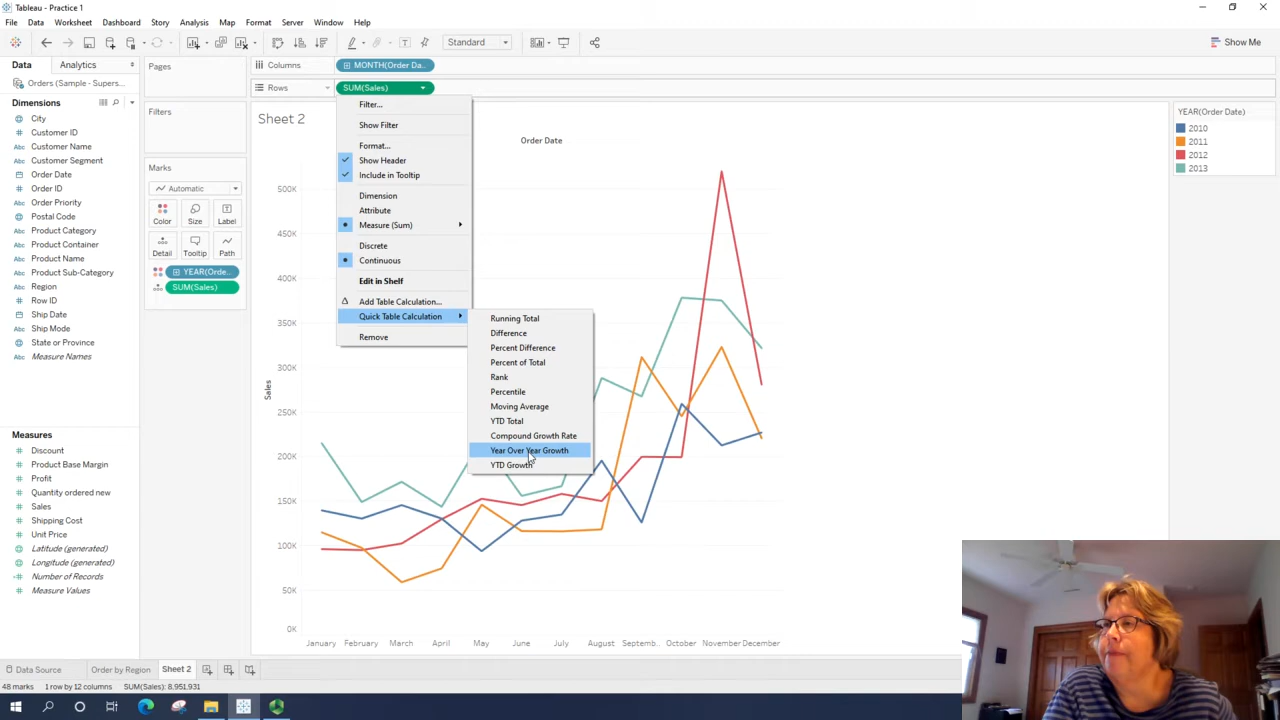 Tableau - Practice 1
File Data Worksheet Dashboard Story Analysis Map Format Server Window Help
Standard
Show Me
Data Analytics
Pages
Columns MONTH(Order Da..
Orders (Sample - Supers...
Rows SUM(Sales)
Dimensions
City
Customer ID
Customer Name
Customer Segment
Order Date
Order ID
Order Priority
Postal Code
Product Category
Product Container
Product Name
Product Sub-Category
Region
Row ID
Ship Date
Ship Mode
State or Province
Measure Names
Measures
Discount
Product Base Margin
Profit
Quantity ordered new
Sales
Shipping Cost
Unit Price
Latitude (generated)
Longitude (generated)
Number of Records
Measure Values
Filters
Marks
Automatic
Color Size Label
Detail Tooltip Path
YEAR(Orde..
SUM(Sales)
Sheet 2
Order Date
Filter...
Show Filter
Format...
Show Header
Include in Tooltip
Dimension
Attribute
Measure (Sum)
Discrete
Continuous
Edit in Shelf
Add Table Calculation...
Quick Table Calculation
Remove
Running Total
Difference
Percent Difference
Percent of Total
Rank
Percentile
Moving Average
YTD Total
Compound Growth Rate
Year Over Year Growth
YTD Growth
Sales
500K
450K
400K
350K
300K
250K
200K
150K
100K
50K
0K
January February March April May June July August Septemb.. October November December
YEAR(Order Date)
2010
2011
2012
2013
Data Source Order by Region Sheet 2
48 marks 1 row by 12 columns SUM(Sales): 8,951,931